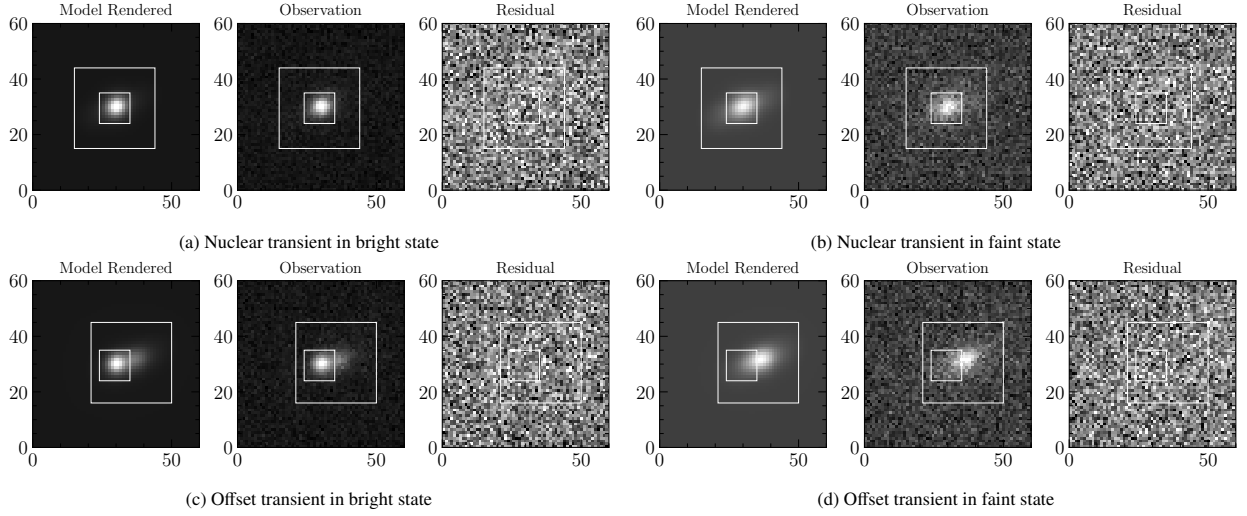 Model Rendered Observation Residual Model Rendered Observation Residual
60 60 60 60 60 60
40 40 40 40 40 40
20 20 20 20 20 20
0 0 0 0 0 0
0 50 0 50 0 50 0 50 0 50 0 50
(a) Nuclear transient in bright state (b) Nuclear transient in faint state
Model Rendered Observation Residual Model Rendered Observation Residual
60 60 60 60 60 60
40 40 40 40 40 40
20 20 20 20 20 20
0 0 0 0 0 0
0 50 0 50 0 50 0 50 0 50 0 50
(c) Offset transient in bright state (d) Offset transient in faint state